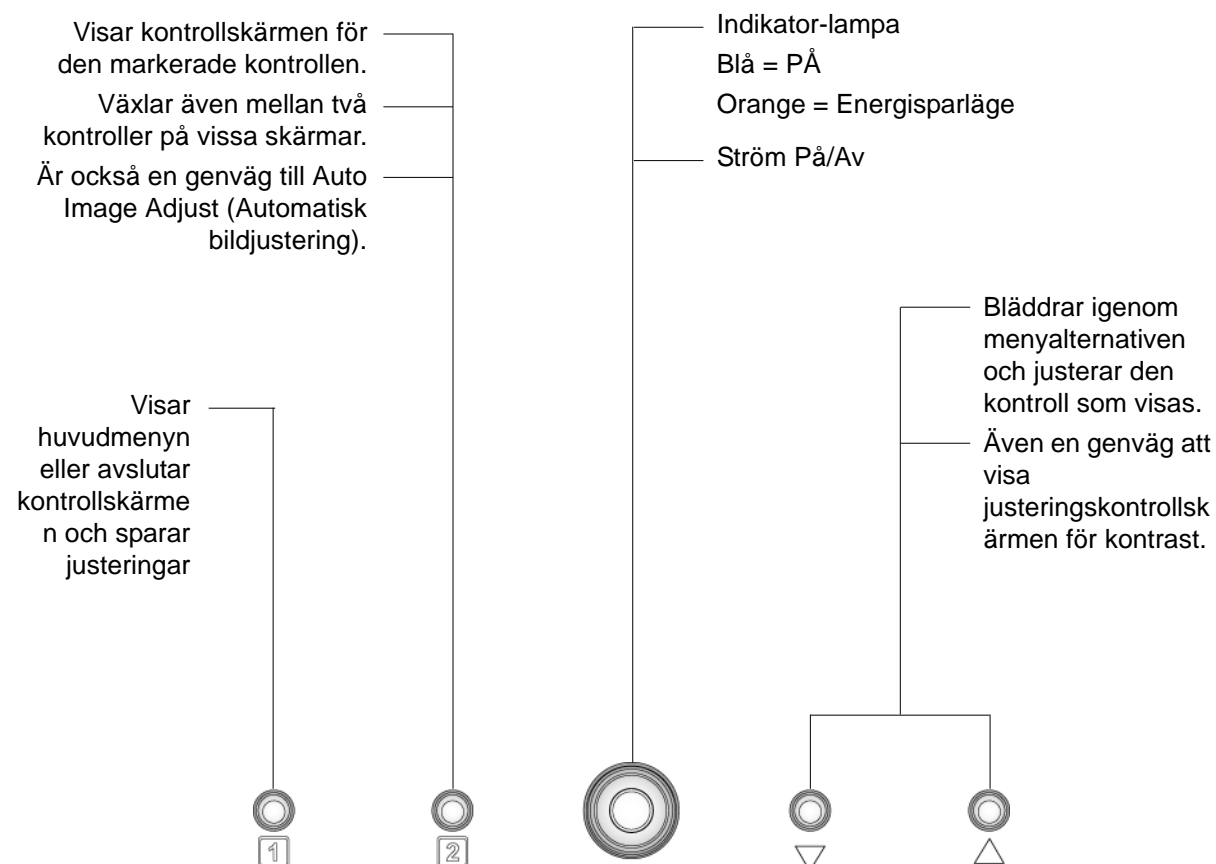 Visar kontrollskärmen för
den markerade kontrollen.
Växlar även mellan två
kontroller på vissa skärmar.
Är också en genväg till Auto
Image Adjust (Automatisk
bildjustering).
Indikator-lampa
Blå = PÅ
Orange = Energisparläge
Ström På/Av
Visar
huvudmenyn
eller avslutar
kontrollskärme
n och sparar
justeringar
Bläddrar igenom
menyalternativen
och justerar den
kontroll som visas.
Även en genväg att
visa
justeringskontrollsk
ärmen för kontrast.
1
2